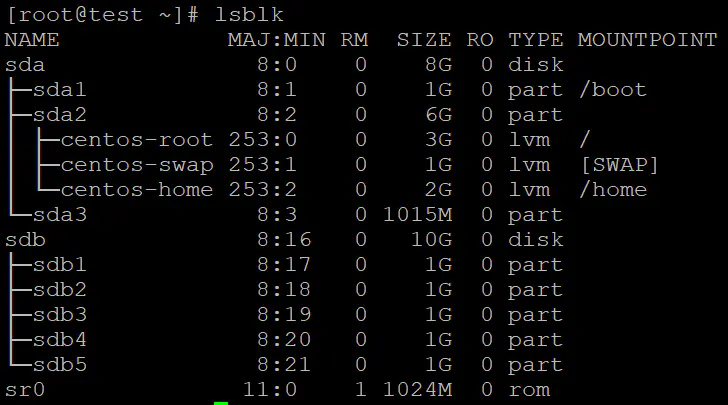 [root@test ~]# lsblk
NAME            MAJ:MIN RM  SIZE RO TYPE MOUNTPOINT
sda               8:0    0    8G  0 disk
├─sda1            8:1    0    1G  0 part /boot
├─sda2            8:2    0    6G  0 part
│ ├─centos-root 253:0    0    3G  0 lvm  /
│ ├─centos-swap 253:1    0    1G  0 lvm  [SWAP]
│ └─centos-home 253:2    0    2G  0 lvm  /home
└─sda3            8:3    0 1015M  0 part
sdb               8:16   0   10G  0 disk
├─sdb1            8:17   0    1G  0 part
├─sdb2            8:18   0    1G  0 part
├─sdb3            8:19   0    1G  0 part
├─sdb4            8:20   0    1G  0 part
└─sdb5            8:21   0    1G  0 part
sr0              11:0    1 1024M  0 rom